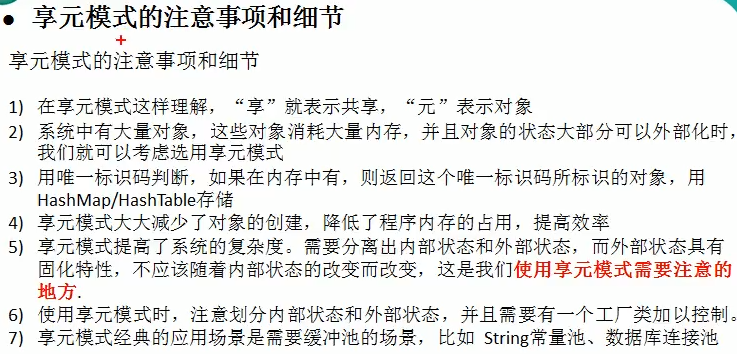 ● 享元模式的注意事项和细节
享元模式的注意事项和细节
1) 在享元模式这样理解，“享”就表示共享，“元”表示对象
2) 系统中有大量对象，这些对象消耗大量内存，并且对象的状态大部分可以外部化时，
我们就可以考虑选用享元模式
3) 用唯一标识码判断，如果在内存中有，则返回这个唯一标识码所标识的对象，用
HashMap/HashTable存储
4) 享元模式大大减少了对象的创建，降低了程序内存的占用，提高效率
5) 享元模式提高了系统的复杂度。需要分离出内部状态和外部状态，而外部状态具有
固化特性，不应该随着内部状态的改变而改变，这是我们使用享元模式需要注意的
地方.
6) 使用享元模式时，注意划分内部状态和外部状态，并且需要有一个工厂类加以控制。
7) 享元模式经典的应用场景是需要缓冲池的场景，比如 String常量池、数据库连接池